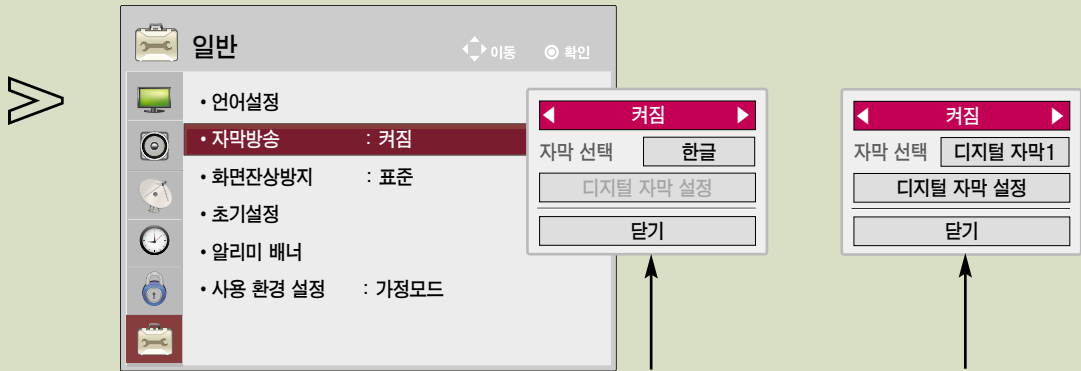 일반
이동 확인
• 언어설정
• 자막방송 : 켜짐
• 화면잔상방지 : 표준
• 초기설정
• 알리미 배너
• 사용 환경 설정 : 가정모드
켜짐
자막 선택 한글
디지털 자막 설정
닫기
켜짐
자막 선택 디지털 자막1
디지털 자막 설정
닫기